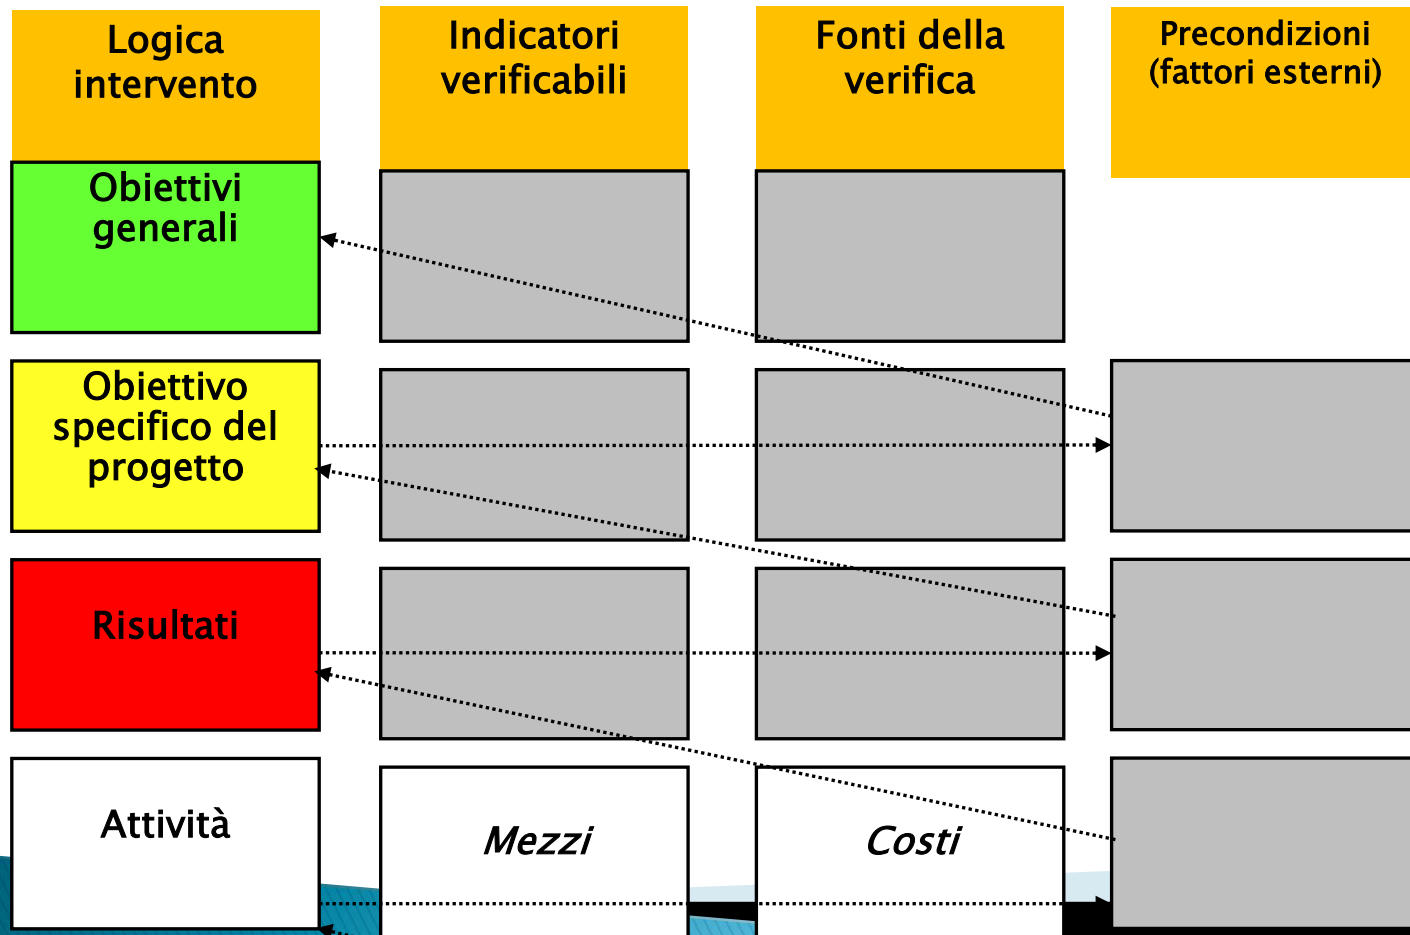 Logica
intervento
Indicatori
verificabili
Fonti della
verifica
Precondizioni
(fattori esterni)
Obiettivi
generali
Obiettivo
specifico del
progetto
Risultati
Attività
Mezzi
Costi